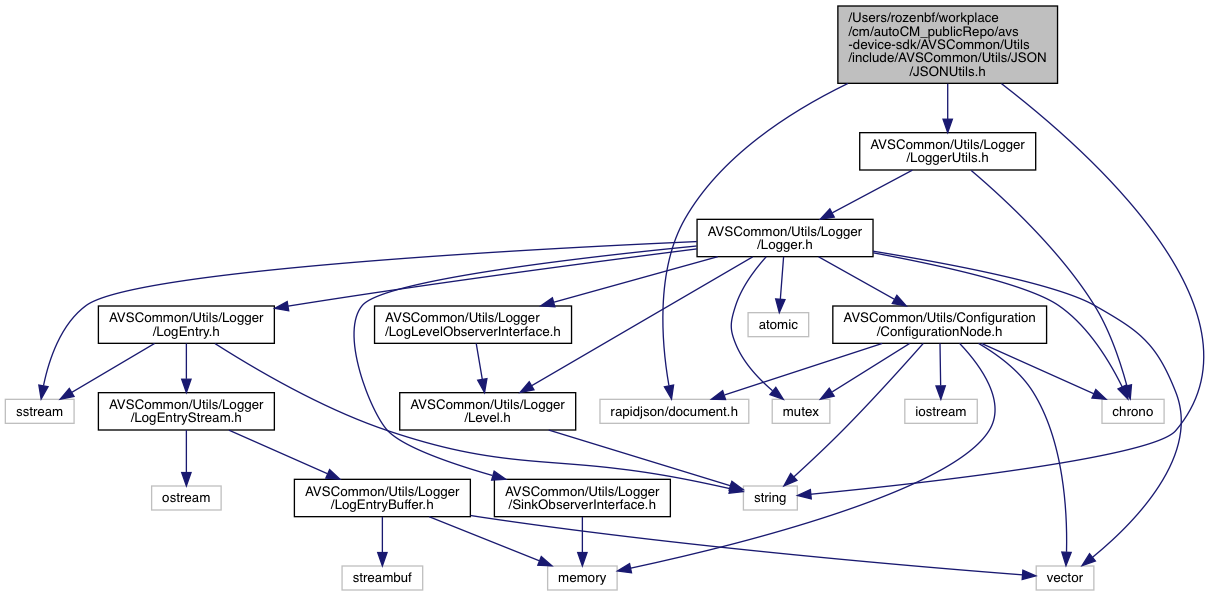 /Users/rozenbf/workplace
/cm/autoCM_publicRepo/avs
-device-sdk/AVSCommon/Utils
/include/AVSCommon/Utils/JSON
/JSONUtils.h
AVSCommon/Utils/Logger
/LoggerUtils.h
AVSCommon/Utils/Logger
/Logger.h
AVSCommon/Utils/Logger
/LogEntry.h
AVSCommon/Utils/Logger
/LogLevelObserverInterface.h
atomic
AVSCommon/Utils/Configuration
/ConfigurationNode.h
sstream
AVSCommon/Utils/Logger
/LogEntryStream.h
AVSCommon/Utils/Logger
/Level.h
rapidjson/document.h
mutex
iostream
chrono
ostream
AVSCommon/Utils/Logger
/LogEntryBuffer.h
AVSCommon/Utils/Logger
/SinkObserverInterface.h
string
streambuf
memory
vector